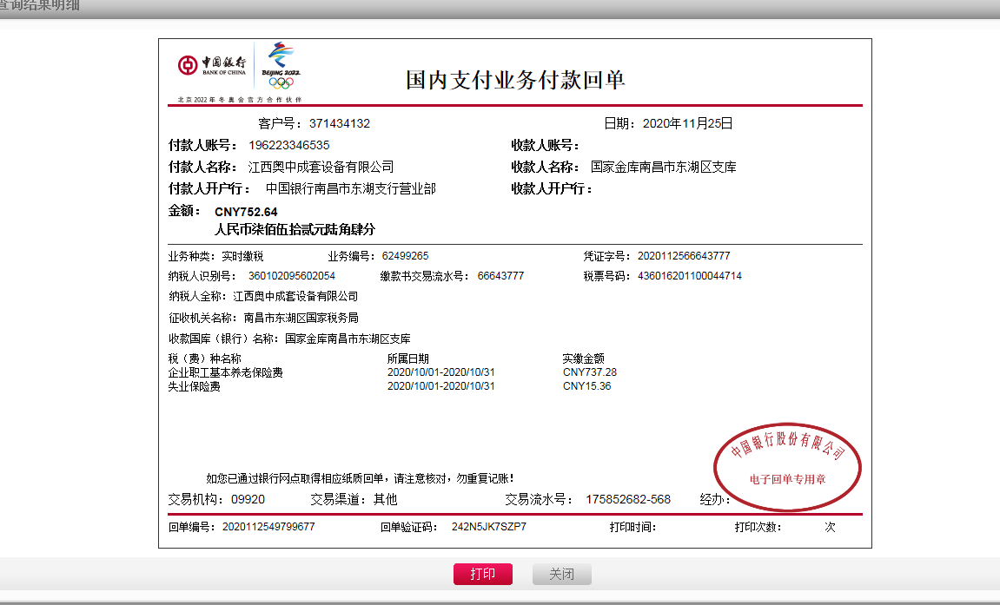 查询结果明细
中国银行
BANK OF CHINA
BEIJING 2022
北京2022年冬奥会官方合作伙伴
国内支付业务付款回单
客户号：371434132 日期：2020年11月25日
付款人账号：196223346535 收款人账号：
付款人名称：江西奥中成套设备有限公司 收款人名称：国家金库南昌市东湖区支库
付款人开户行：中国银行南昌市东湖支行营业部 收款人开户行：
金额：CNY752.64
人民币柒佰伍拾贰元陆角肆分
业务种类：实时缴税 业务编号：62499265 凭证字号：2020112566643777
纳税人识别号：360102095602054 缴款书交易流水号：66643777 税票号码：436016201100044714
纳税人全称：江西奥中成套设备有限公司
征收机关名称：南昌市东湖区国家税务局
收款国库（银行）名称：国家金库南昌市东湖区支库
税（费）种名称 所属日期 实缴金额
企业职工基本养老保险费 2020/10/01-2020/10/31 CNY737.28
失业保险费 2020/10/01-2020/10/31 CNY15.36
中国银行股份有限公司
电子回单专用章
如您已通过银行网点取得相应纸质回单，请注意核对，勿重复记账！
交易机构：09920 交易渠道：其他 交易流水号：175852682-568 经办：
回单编号：2020112549799677 回单验证码：242N5JK7SZP7 打印时间： 打印次数： 次
打印 关闭